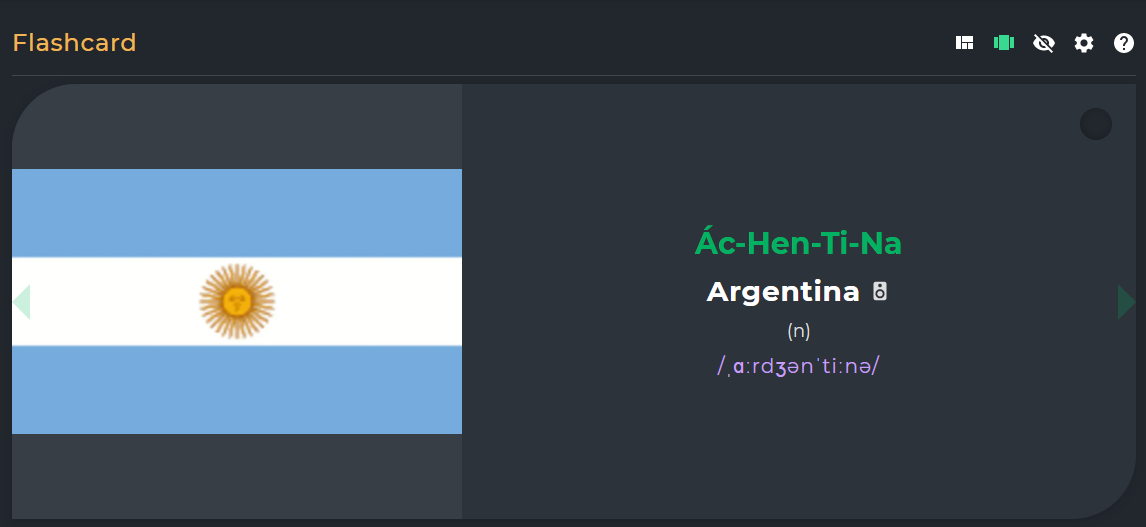 Flashcard
Ác-Hen-Ti-Na
Argentina
(n)
/ˌɑːrdʒənˈtiːnə/